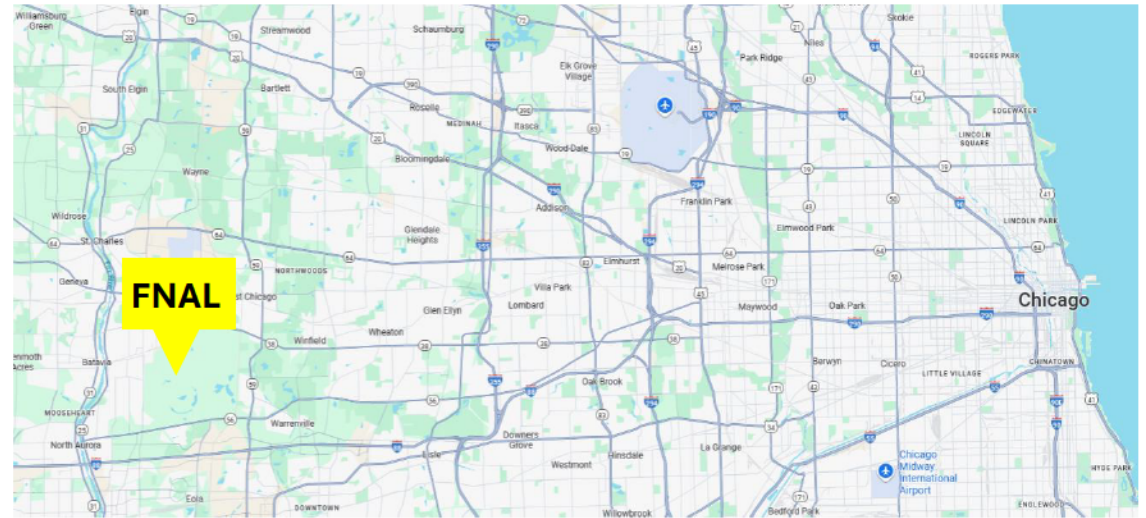 Williamsburg
Green
Elgin
Streamwood
Schaumburg
Skokie
Niles
Park Ridge
ROGERS PARK
Elk Grove
Village
South Elgin
Bartlett
Roselle
MEDINAH
Itasca
EDGEWATER
LINCOLN
SQUARE
Wood Dale
Bloomingdale
Wayne
Addison
Franklin Park
Wildrose
St. Charles
Glendale
Heights
Elmwood Park
LINCOLN PARK
Elmhurst
Melrose Park
NORTHWOODS
Geneva
FNAL
st Chicago
Villa Park
Glen Ellyn
Lombard
Maywood
Oak Park
Chicago
Wheaton
Winfield
Batavia
enmoth
Acres
Berwyn
Cicero
CHINATOWN
LITTLE VILLAGE
Oak Brook
MOOSEHEART
Warrenville
North Aurora
Lisle
Downers
Grove
Hinsdale
La Grange
Westmont
Chicago
Midway
International
Airport
HYDE PARK
Eola
DOWNTOWN
Willowbrook
Bedford Park
ENGLEWOOD